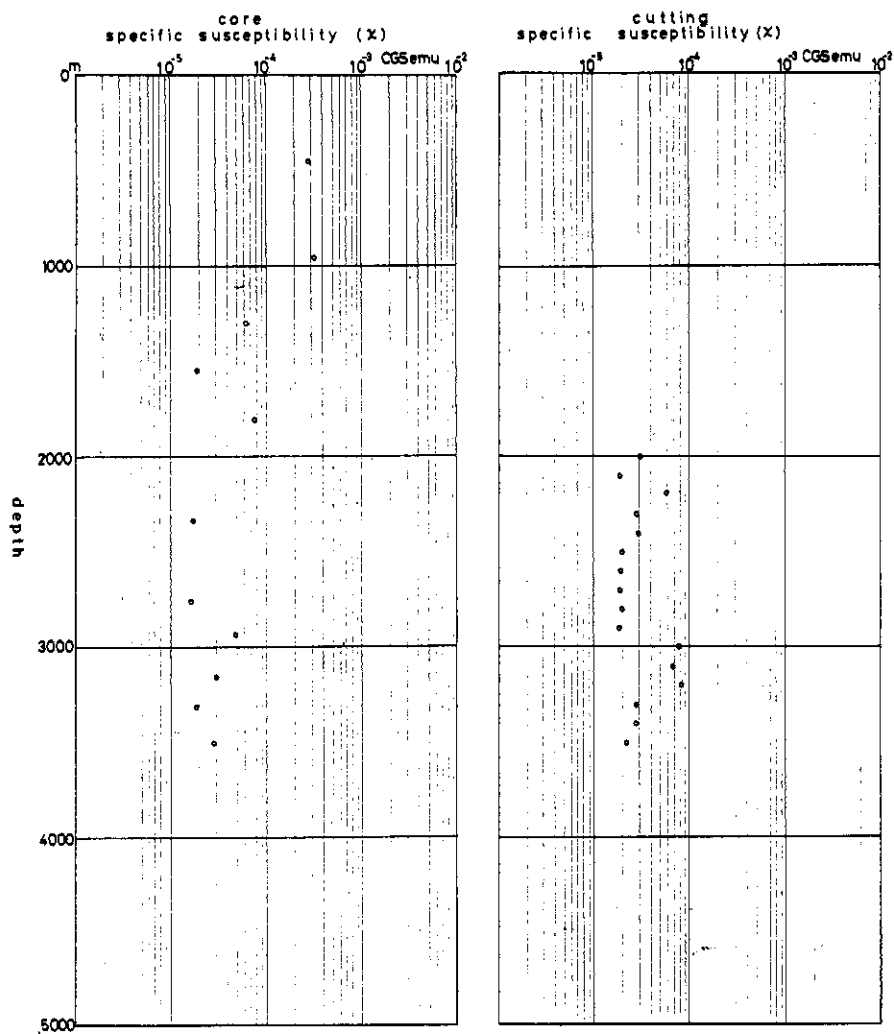 core
specific susceptibility (χ)
10⁻⁵ 10⁻⁴ 10⁻³ CGSemu 10⁻²
0m
1000
2000
3000
4000
5000
depth
cutting
specific susceptibility (χ)
10⁻⁵ 10⁻⁴ 10⁻³ CGSemu 10⁻²